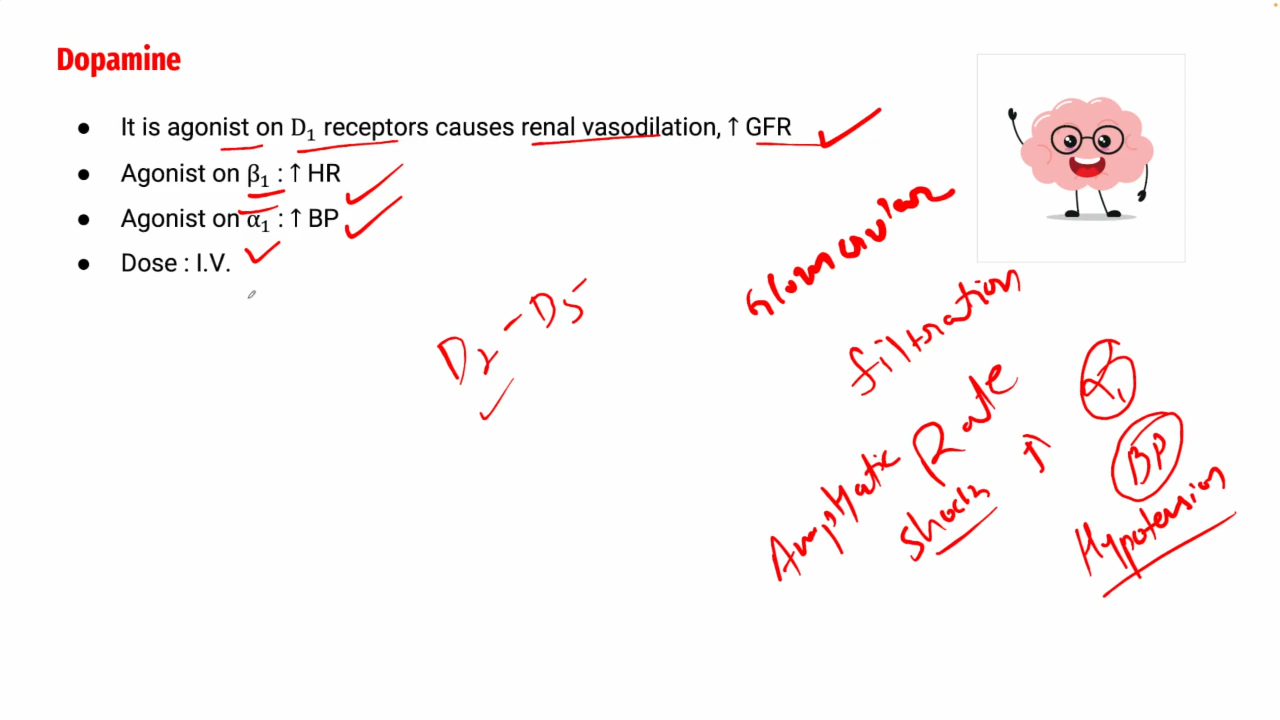 Dopamine
● It is agonist on D₁ receptors causes renal vasodilation, ↑ GFR
● Agonist on β₁ : ↑ HR
● Agonist on α₁ : ↑ BP
● Dose : I.V.
D₂ - D₅
Glomerular
filtration
Rate ↑
shock
α₁
BP
Hypotension